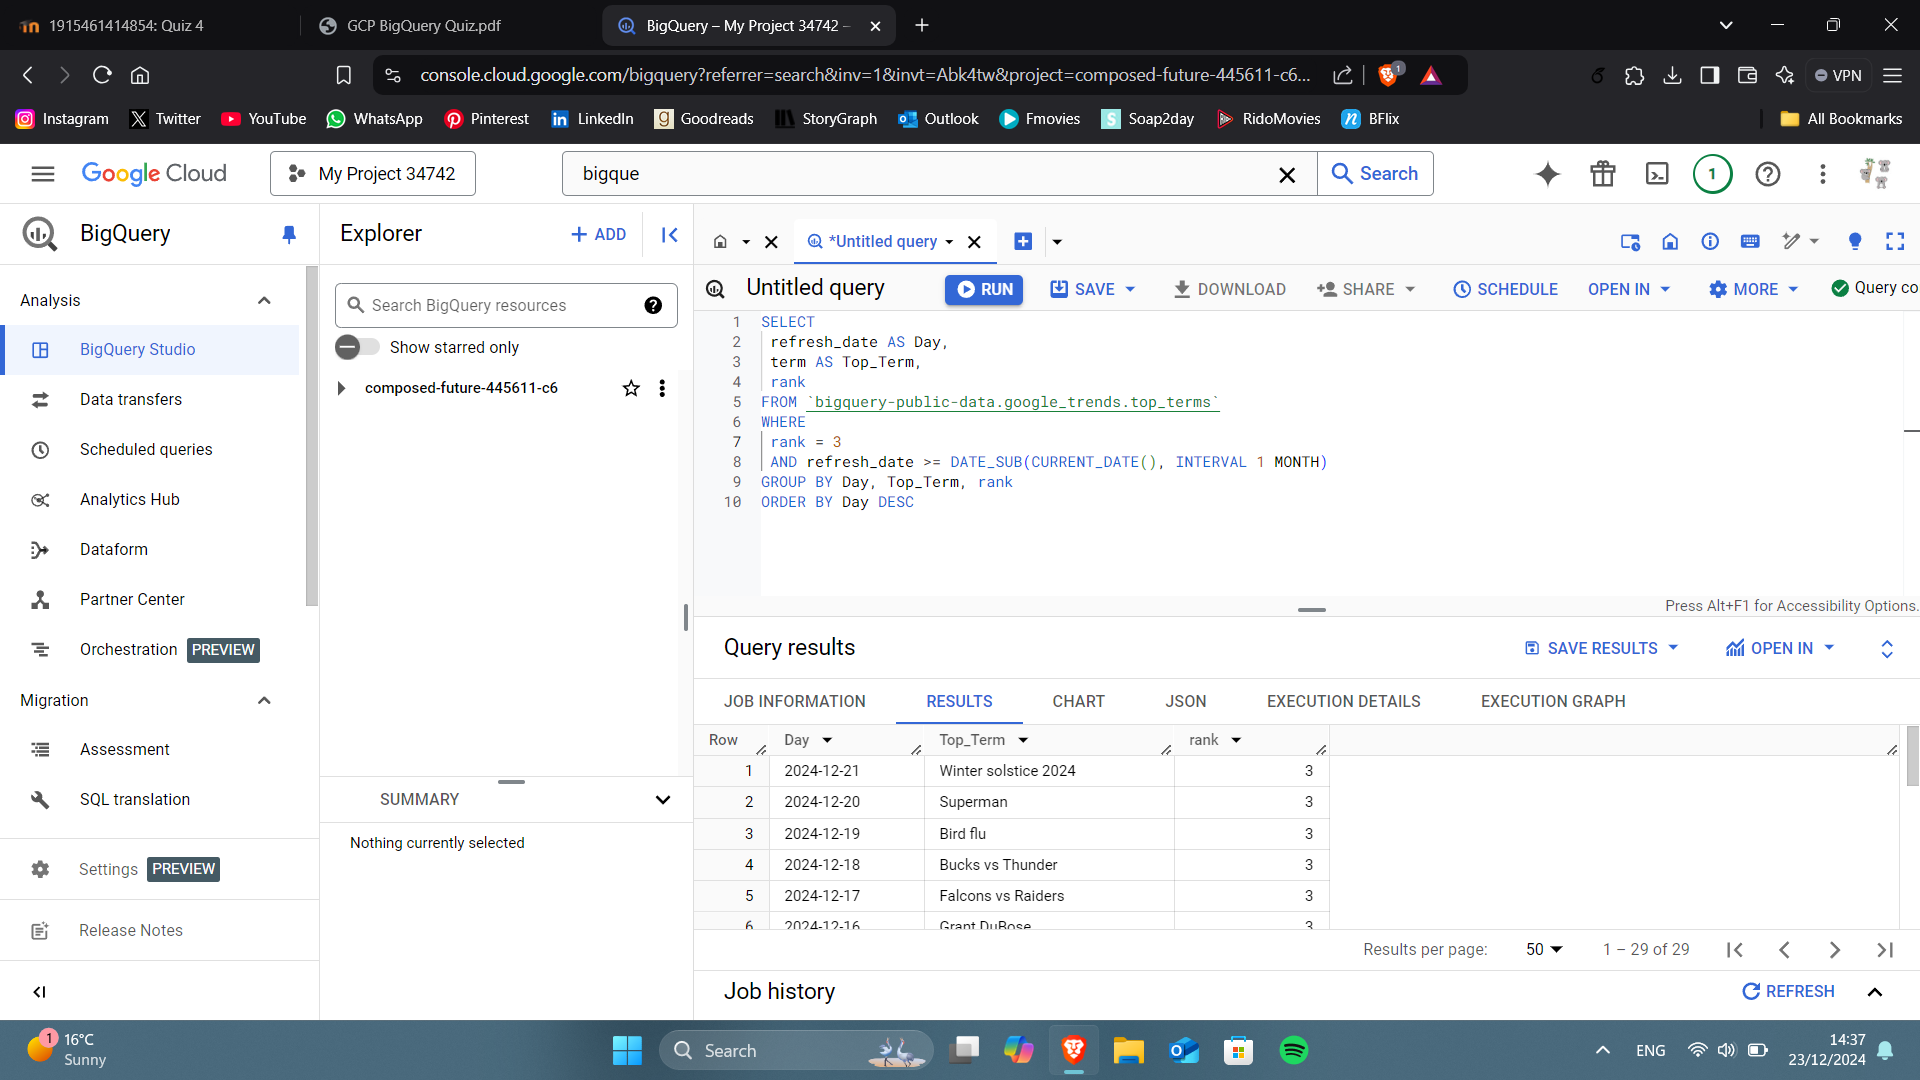 1915461414854: Quiz 4
GCP BigQuery Quiz.pdf
BigQuery – My Project 34742 –
console.cloud.google.com/bigquery?referrer=search&inv=1&invt=Abk4tw&project=composed-future-445611-c6...
1
VPN
Instagram
Twitter
YouTube
WhatsApp
Pinterest
LinkedIn
Goodreads
StoryGraph
Outlook
Fmovies
Soap2day
RidoMovies
BFlix
All Bookmarks
Google Cloud
My Project 34742
bigque
Search
1
BigQuery
Explorer
ADD
*Untitled query
Analysis
Search BigQuery resources
Untitled query
RUN
SAVE
DOWNLOAD
SHARE
SCHEDULE
OPEN IN
MORE
Query co
BigQuery Studio
Show starred only
Data transfers
composed-future-445611-c6
Scheduled queries
Analytics Hub
Dataform
Partner Center
Orchestration PREVIEW
Migration
Assessment
SQL translation
Settings PREVIEW
Release Notes
SUMMARY
Nothing currently selected
1 SELECT
2 refresh_date AS Day,
3 term AS Top_Term,
4 rank
5 FROM `bigquery-public-data.google_trends.top_terms`
6 WHERE
7 rank = 3
8 AND refresh_date >= DATE_SUB(CURRENT_DATE(), INTERVAL 1 MONTH)
9 GROUP BY Day, Top_Term, rank
10 ORDER BY Day DESC
Press Alt+F1 for Accessibility Options.
Query results
SAVE RESULTS
OPEN IN
JOB INFORMATION
RESULTS
CHART
JSON
EXECUTION DETAILS
EXECUTION GRAPH
Row Day Top_Term rank
1 2024-12-21 Winter solstice 2024 3
2 2024-12-20 Superman 3
3 2024-12-19 Bird flu 3
4 2024-12-18 Bucks vs Thunder 3
5 2024-12-17 Falcons vs Raiders 3
6 2024-12-16 Grant DuBose 3
Results per page: 50 1 – 29 of 29
Job history
REFRESH
1
16°C
Sunny
Search
ENG
14:37
23/12/2024